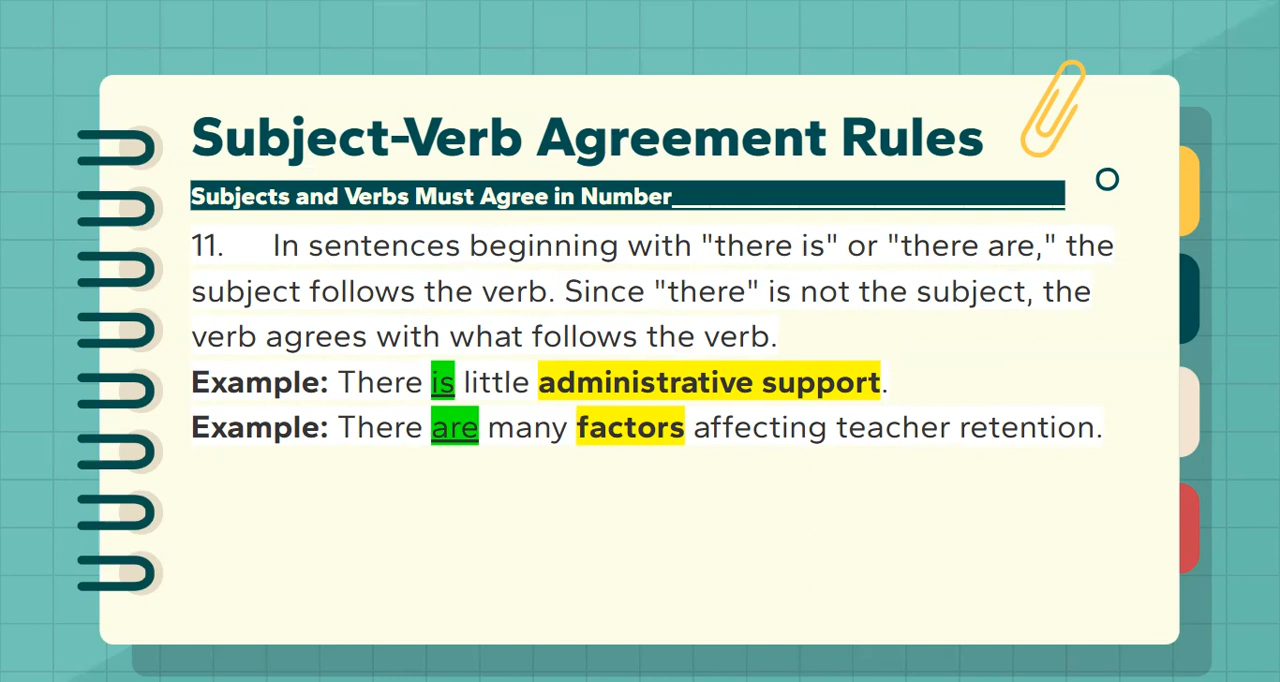 Subject-Verb Agreement Rules
Subjects and Verbs Must Agree in Number
11. In sentences beginning with "there is" or "there are," the
subject follows the verb. Since "there" is not the subject, the
verb agrees with what follows the verb.
Example: There is little administrative support.
Example: There are many factors affecting teacher retention.